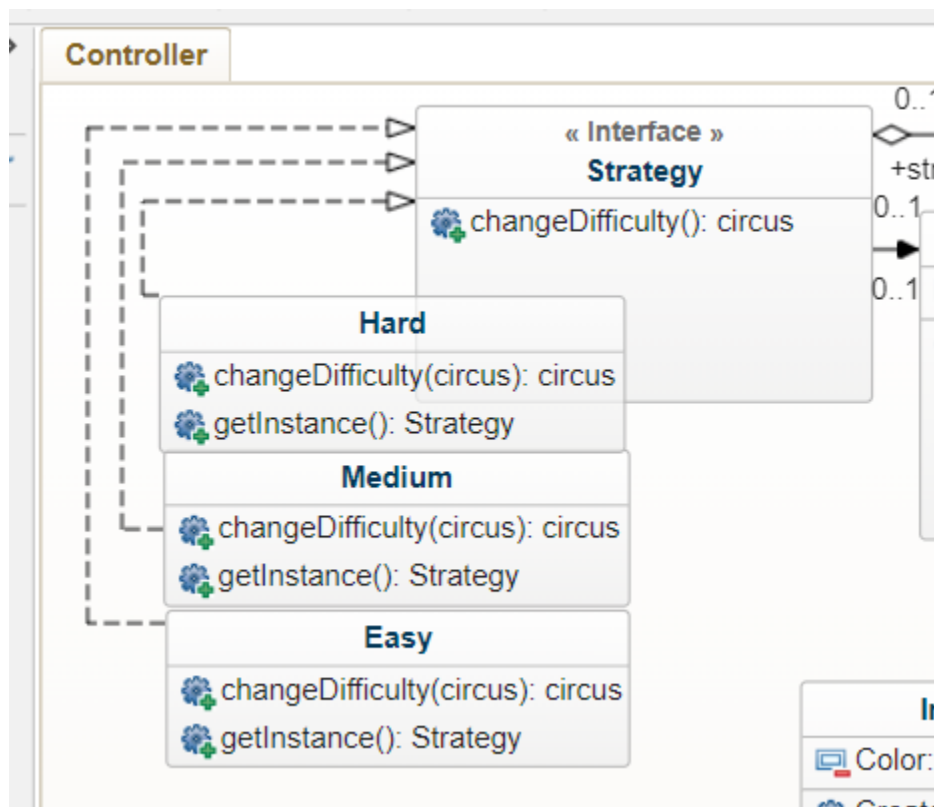 Controller
0..1
« Interface »
Strategy
changeDifficulty(): circus
0..1
0..1
Hard
changeDifficulty(circus): circus
getInstance(): Strategy
Medium
changeDifficulty(circus): circus
getInstance(): Strategy
Easy
changeDifficulty(circus): circus
getInstance(): Strategy
Color: